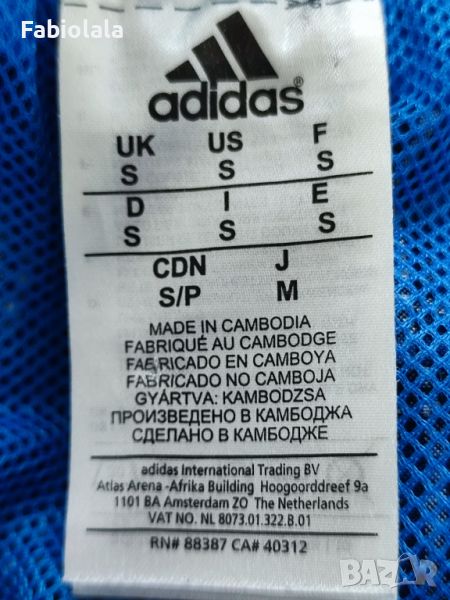 Fabiolala
adidas®
UK US F
S S S
D I E
S S S
CDN J
S/P M
MADE IN CAMBODIA
FABRIQUÉ AU CAMBODGE
FABRICADO EN CAMBOYA
FABRICADO NO CAMBOJA
GYÁRTVA: KAMBODZSA
ПРОИЗВЕДЕНО В КАМБОДЖА
СДЕЛАНО В КАМБОДЖЕ
adidas International Trading BV
Atlas Arena -Afrika Building Hoogoorddreef 9a
1101 BA Amsterdam ZO The Netherlands
VAT NO. NL 8073.01.322.B.01
RN# 88387 CA# 40312
BAZAR